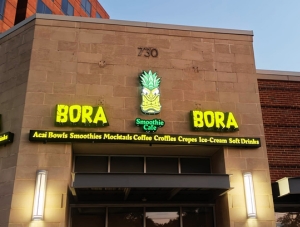 730
BORA
Smoothie
Cafe
BORA
Acai Bowls Smoothies Mocktails Coffee Croffles Crepes Ice-Cream Soft Drinks